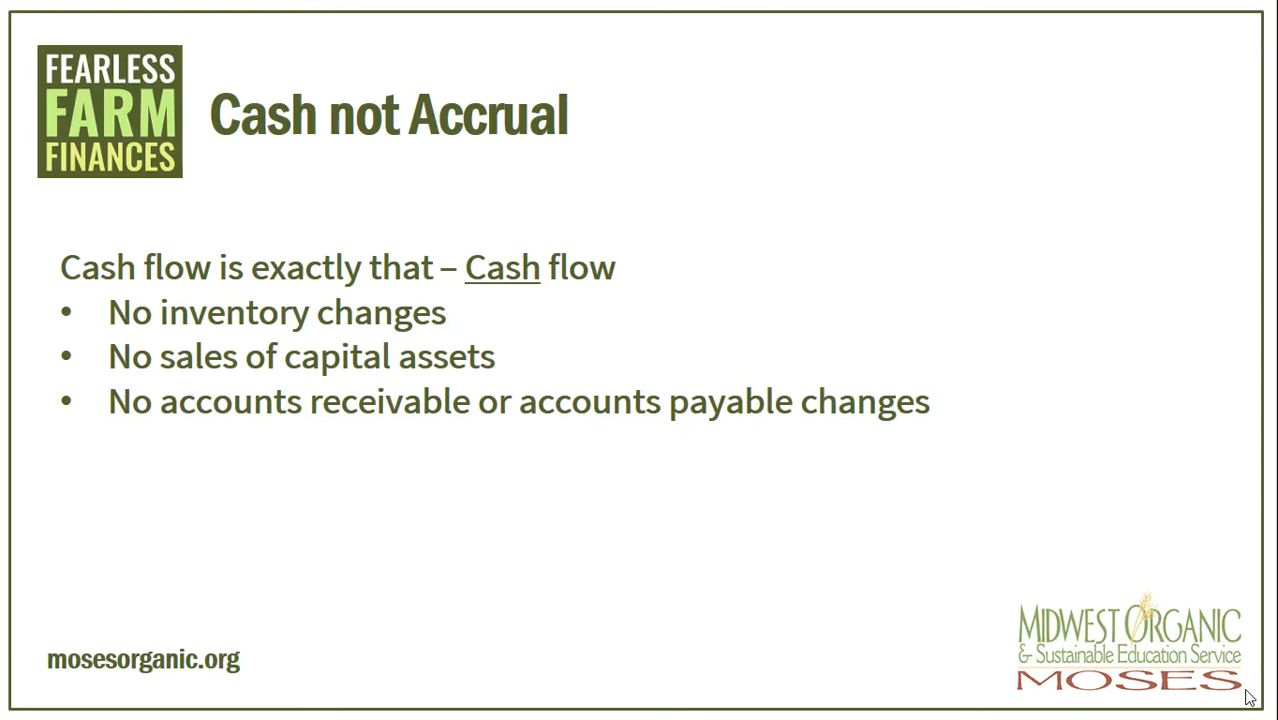 FEARLESS
FARM
FINANCES
Cash not Accrual
Cash flow is exactly that – Cash flow
• No inventory changes
• No sales of capital assets
• No accounts receivable or accounts payable changes
mosesorganic.org
MIDWEST ORGANIC
& Sustainable Education Service
MOSES